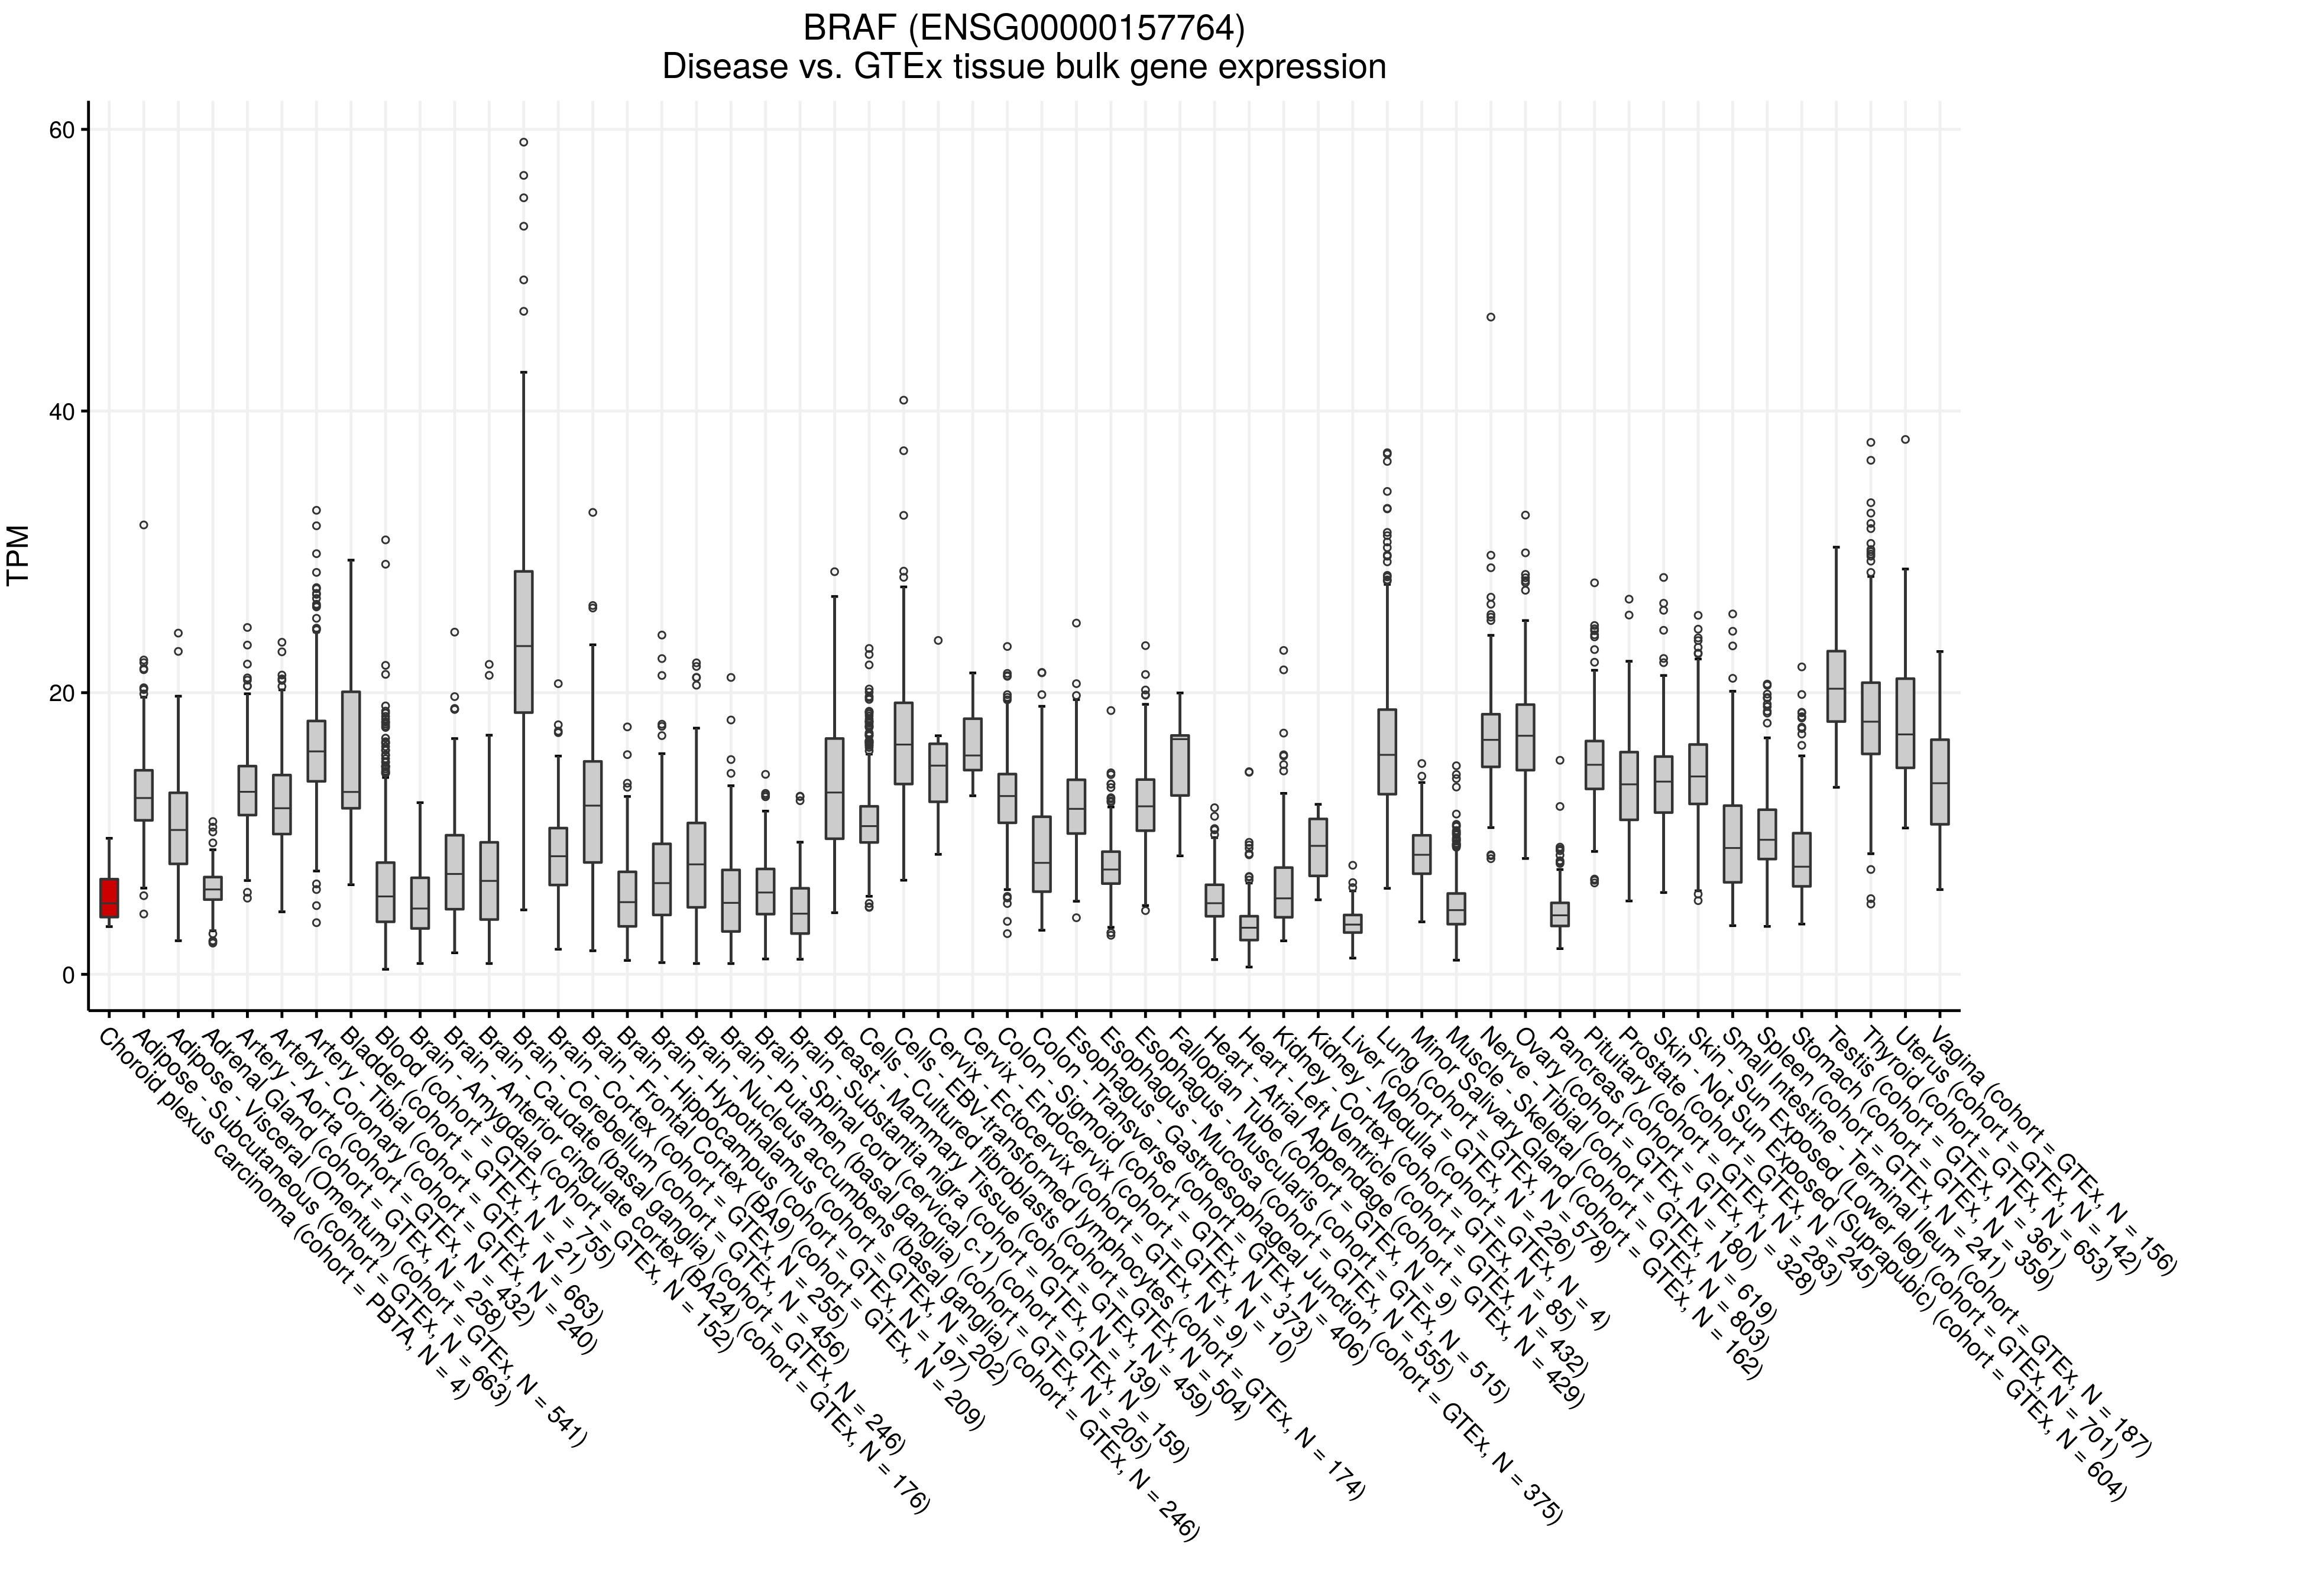 BRAF (ENSG00000157764)
Disease vs. GTEx tissue bulk gene expression
TPM
60
40
20
0
Choroid plexus carcinoma (cohort = PBTA, N = 4)
Adipose - Subcutaneous (cohort = GTEx, N = 663)
Adipose - Visceral (Omentum) (cohort = GTEx, N = 541)
Adrenal Gland (cohort = GTEx, N = 258)
Artery - Aorta (cohort = GTEx, N = 432)
Artery - Coronary (cohort = GTEx, N = 240)
Artery - Tibial (cohort = GTEx, N = 663)
Bladder (cohort = GTEx, N = 21)
Blood (cohort = GTEx, N = 755)
Brain - Amygdala (cohort = GTEx, N = 152)
Brain - Anterior cingulate cortex (BA24) (cohort = GTEx, N = 176)
Brain - Caudate (basal ganglia) (cohort = GTEx, N = 246)
Brain - Cerebellum (cohort = GTEx, N = 456)
Brain - Cortex (cohort = GTEx, N = 255)
Brain - Frontal Cortex (BA9) (cohort = GTEx, N = 209)
Brain - Hippocampus (cohort = GTEx, N = 197)
Brain - Hypothalamus (cohort = GTEx, N = 202)
Brain - Nucleus accumbens (basal ganglia) (cohort = GTEx, N = 246)
Brain - Putamen (basal ganglia) (cohort = GTEx, N = 205)
Brain - Spinal cord (cervical c-1) (cohort = GTEx, N = 159)
Brain - Substantia nigra (cohort = GTEx, N = 139)
Breast - Mammary Tissue (cohort = GTEx, N = 459)
Cells - Cultured fibroblasts (cohort = GTEx, N = 504)
Cells - EBV-transformed lymphocytes (cohort = GTEx, N = 174)
Cervix - Ectocervix (cohort = GTEx, N = 9)
Cervix - Endocervix (cohort = GTEx, N = 10)
Colon - Sigmoid (cohort = GTEx, N = 373)
Colon - Transverse (cohort = GTEx, N = 406)
Esophagus - Gastroesophageal Junction (cohort = GTEx, N = 375)
Esophagus - Mucosa (cohort = GTEx, N = 555)
Esophagus - Muscularis (cohort = GTEx, N = 515)
Fallopian Tube (cohort = GTEx, N = 9)
Heart - Atrial Appendage (cohort = GTEx, N = 429)
Heart - Left Ventricle (cohort = GTEx, N = 432)
Kidney - Cortex (cohort = GTEx, N = 85)
Kidney - Medulla (cohort = GTEx, N = 4)
Liver (cohort = GTEx, N = 226)
Lung (cohort = GTEx, N = 578)
Minor Salivary Gland (cohort = GTEx, N = 162)
Muscle - Skeletal (cohort = GTEx, N = 803)
Nerve - Tibial (cohort = GTEx, N = 619)
Ovary (cohort = GTEx, N = 180)
Pancreas (cohort = GTEx, N = 328)
Pituitary (cohort = GTEx, N = 283)
Prostate (cohort = GTEx, N = 245)
Skin - Not Sun Exposed (Suprapubic) (cohort = GTEx, N = 604)
Skin - Sun Exposed (Lower leg) (cohort = GTEx, N = 701)
Small Intestine - Terminal Ileum (cohort = GTEx, N = 187)
Spleen (cohort = GTEx, N = 241)
Stomach (cohort = GTEx, N = 359)
Testis (cohort = GTEx, N = 361)
Thyroid (cohort = GTEx, N = 653)
Uterus (cohort = GTEx, N = 142)
Vagina (cohort = GTEx, N = 156)